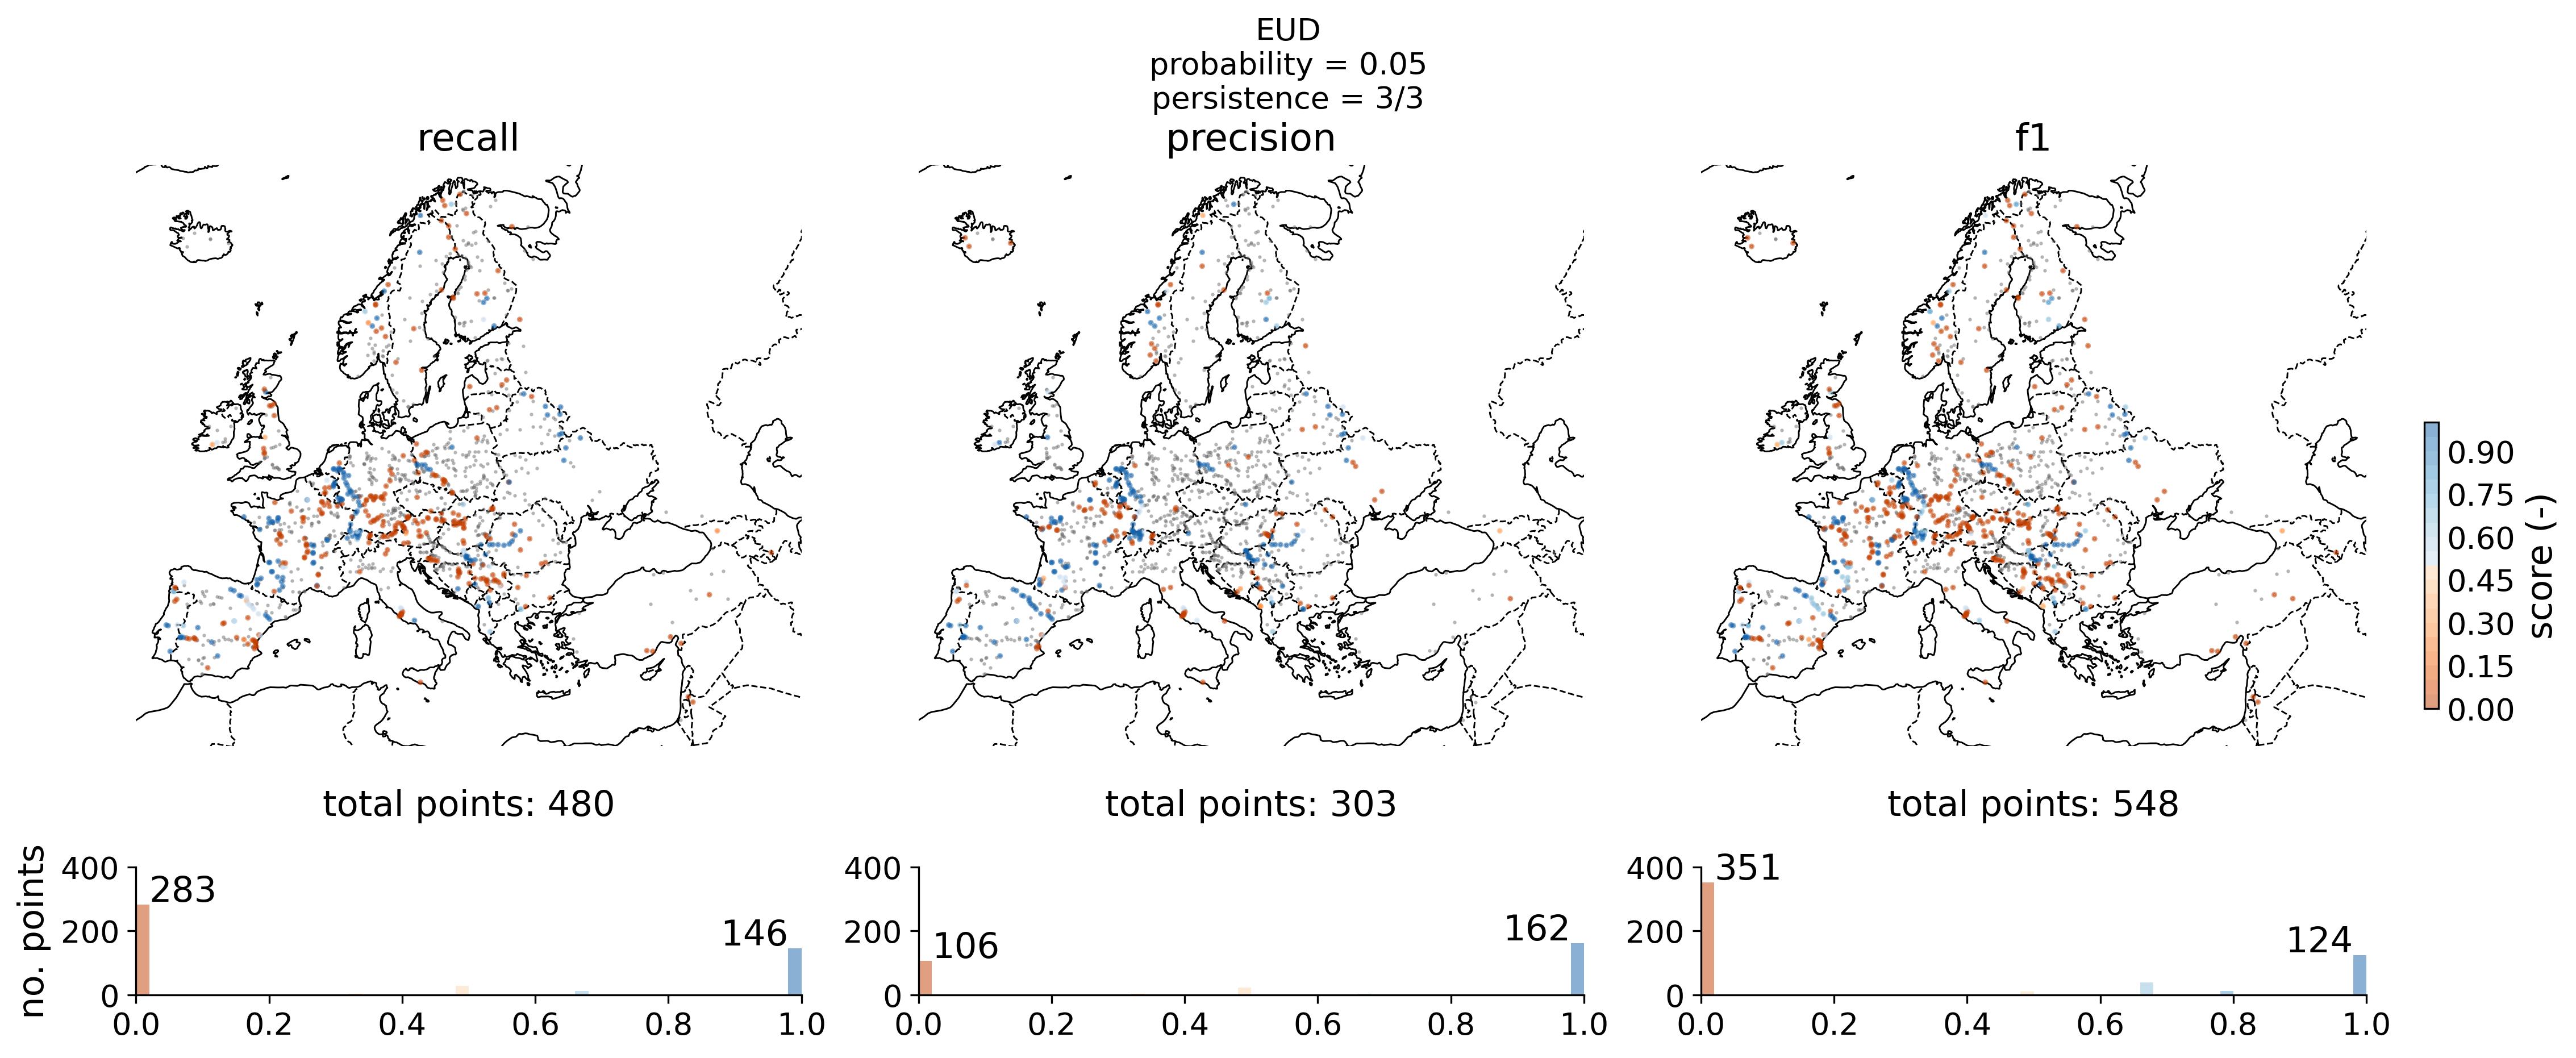 EUD
probability = 0.05
persistence = 3/3
recall
precision
f1
0.90
0.75
0.60
0.45
0.30
0.15
0.00
score (-)
total points: 480
total points: 303
total points: 548
no. points
400
200
0
283
146
0.0 0.2 0.4 0.6 0.8 1.0
400
200
0
106
162
0.0 0.2 0.4 0.6 0.8 1.0
400
200
0
351
124
0.0 0.2 0.4 0.6 0.8 1.0